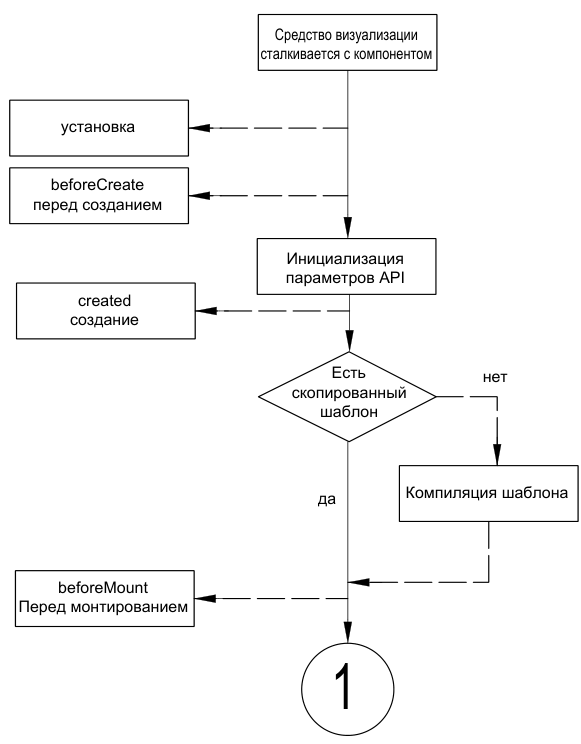 Средство визуализации
сталкивается с компонентом
установка
beforeCreate
перед созданием
Инициализация
параметров API
created
создание
Есть
скопированный
шаблон
нет
Компиляция шаблона
да
beforeMount
Перед монтированием
1